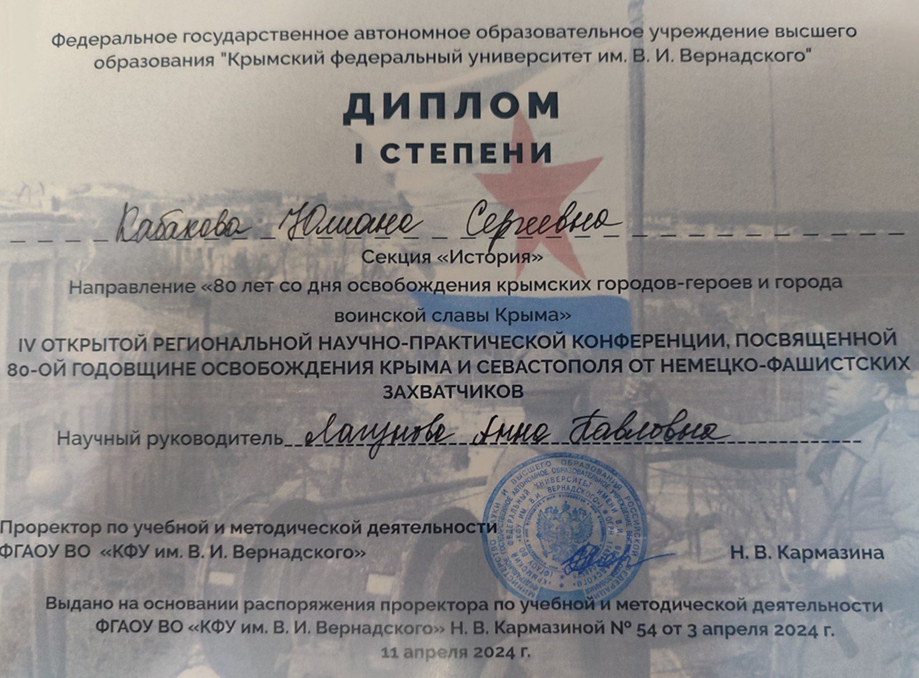 Федеральное государственное автономное образовательное учреждение высшего
образования "Крымский федеральный университет им. В. И. Вернадского"
ДИПЛОМ
I СТЕПЕНИ
Кабакова Юлиана Сергеевна
Секция «История»
Направление «80 лет со дня освобождения крымских городов-героев и города
воинской славы Крыма»
IV ОТКРЫТОЙ РЕГИОНАЛЬНОЙ НАУЧНО-ПРАКТИЧЕСКОЙ КОНФЕРЕНЦИИ, ПОСВЯЩЕННОЙ
80-ОЙ ГОДОВЩИНЕ ОСВОБОЖДЕНИЯ КРЫМА И СЕВАСТОПОЛЯ ОТ НЕМЕЦКО-ФАШИСТСКИХ
ЗАХВАТЧИКОВ
Научный руководитель Лагунова Анна Павловна
Проректор по учебной и методической деятельности
ФГАОУ ВО «КФУ им. В. И. Вернадского»
Н. В. Кармазина
Выдано на основании распоряжения проректора по учебной и методической деятельности
ФГАОУ ВО «КФУ им. В. И. Вернадского» Н. В. Кармазиной № 54 от 3 апреля 2024 г.
11 апреля 2024 г.